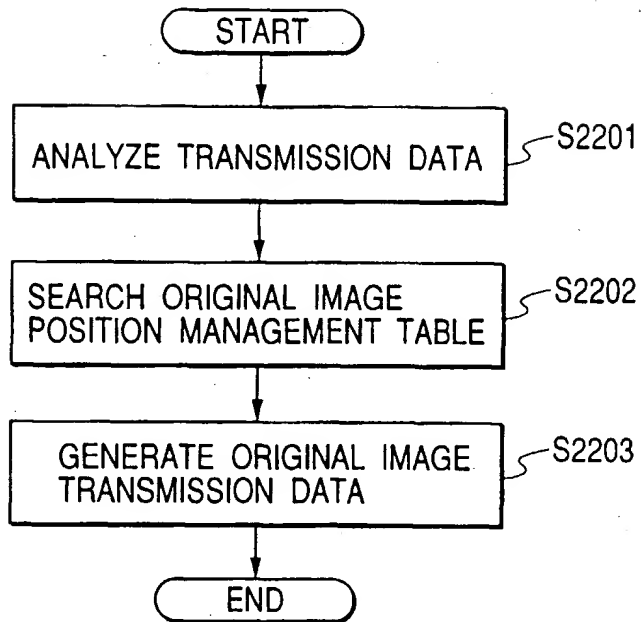 START
ANALYZE TRANSMISSION DATA
S2201
SEARCH ORIGINAL IMAGE
POSITION MANAGEMENT TABLE
S2202
GENERATE ORIGINAL IMAGE
TRANSMISSION DATA
S2203
END